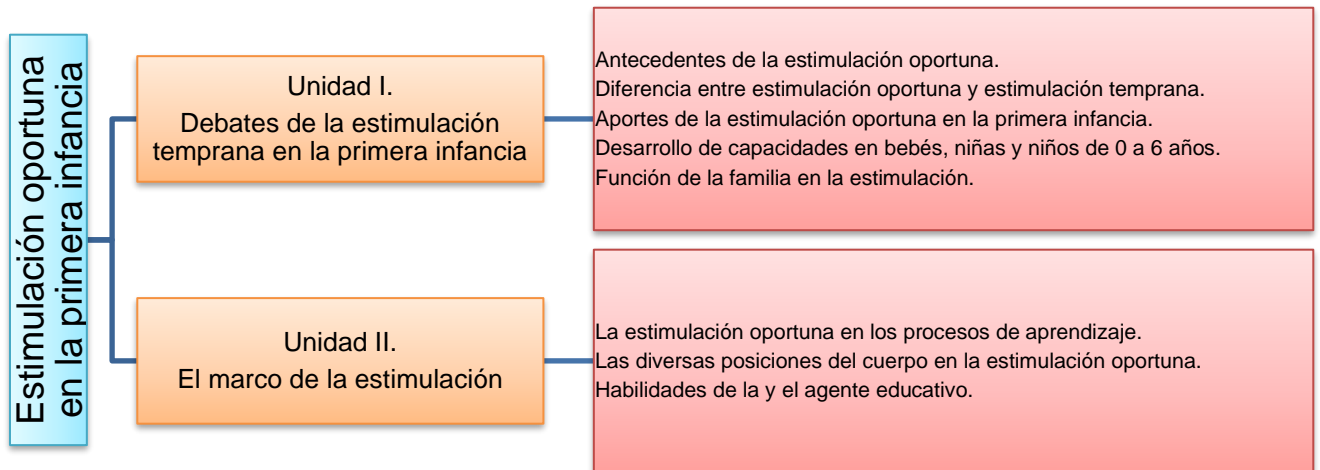 Estimulación oportuna
en la primera infancia
Unidad I.
Debates de la estimulación
temprana en la primera infancia
Antecedentes de la estimulación oportuna.
Diferencia entre estimulación oportuna y estimulación temprana.
Aportes de la estimulación oportuna en la primera infancia.
Desarrollo de capacidades en bebés, niñas y niños de 0 a 6 años.
Función de la familia en la estimulación.
Unidad II.
El marco de la estimulación
La estimulación oportuna en los procesos de aprendizaje.
Las diversas posiciones del cuerpo en la estimulación oportuna.
Habilidades de la y el agente educativo.